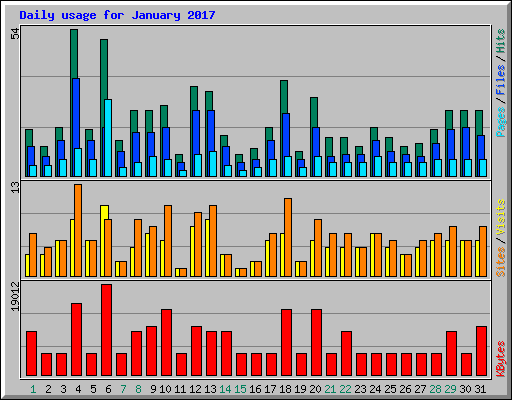 Daily usage for January 2017
54
Pages / Files / Hits
13
Sites / Visits
19012
KBytes
1 2 3 4 5 6 7 8 9 10 11 12 13 14 15 16 17 18 19 20 21 22 23 24 25 26 27 28 29 30 31